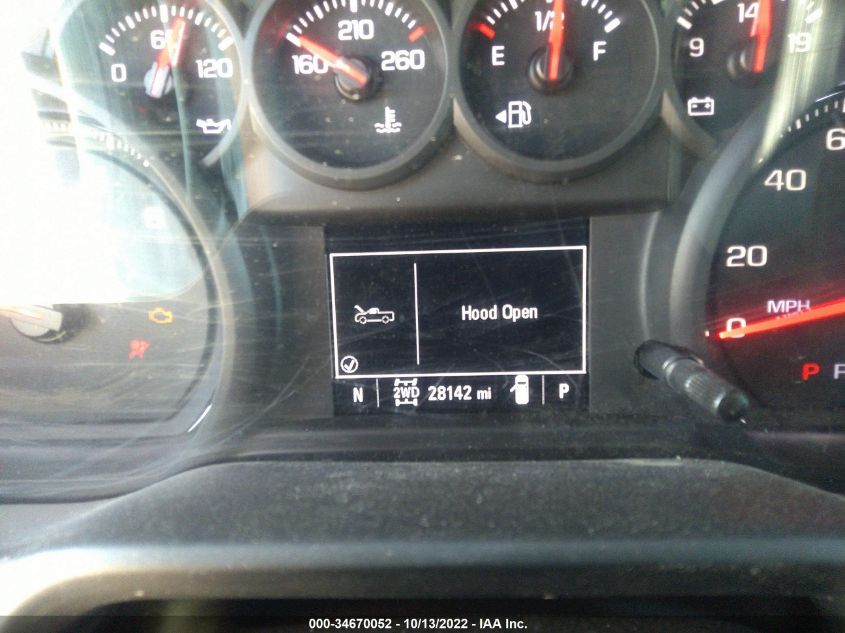 0 120
160 210 260
E 1/2 F
9 14 19
0 20 40
MPH
Hood Open
N 2WD 28142 mi P
P
000-34670052 - 10/13/2022 - IAA Inc.